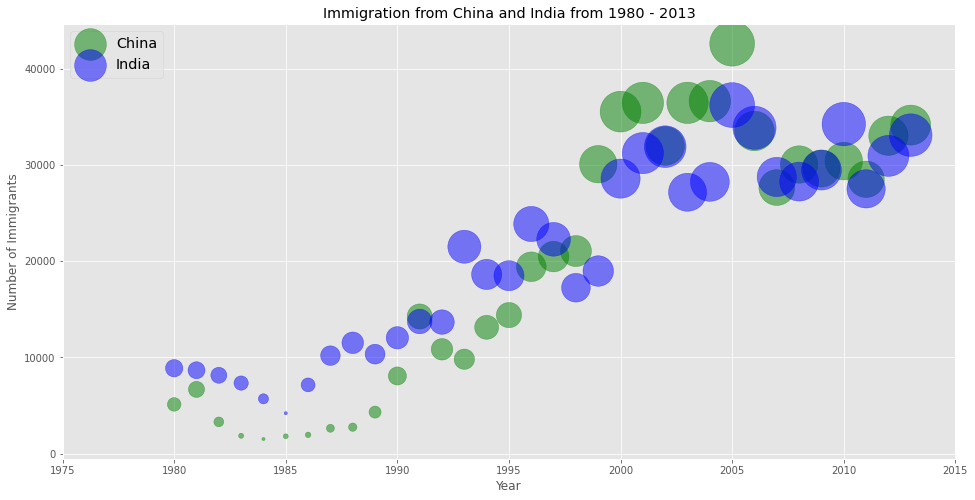 Immigration from China and India from 1980 - 2013
China
India
40000
30000
20000
10000
0
Number of Immigrants
1975 1980 1985 1990 1995 2000 2005 2010 2015
Year